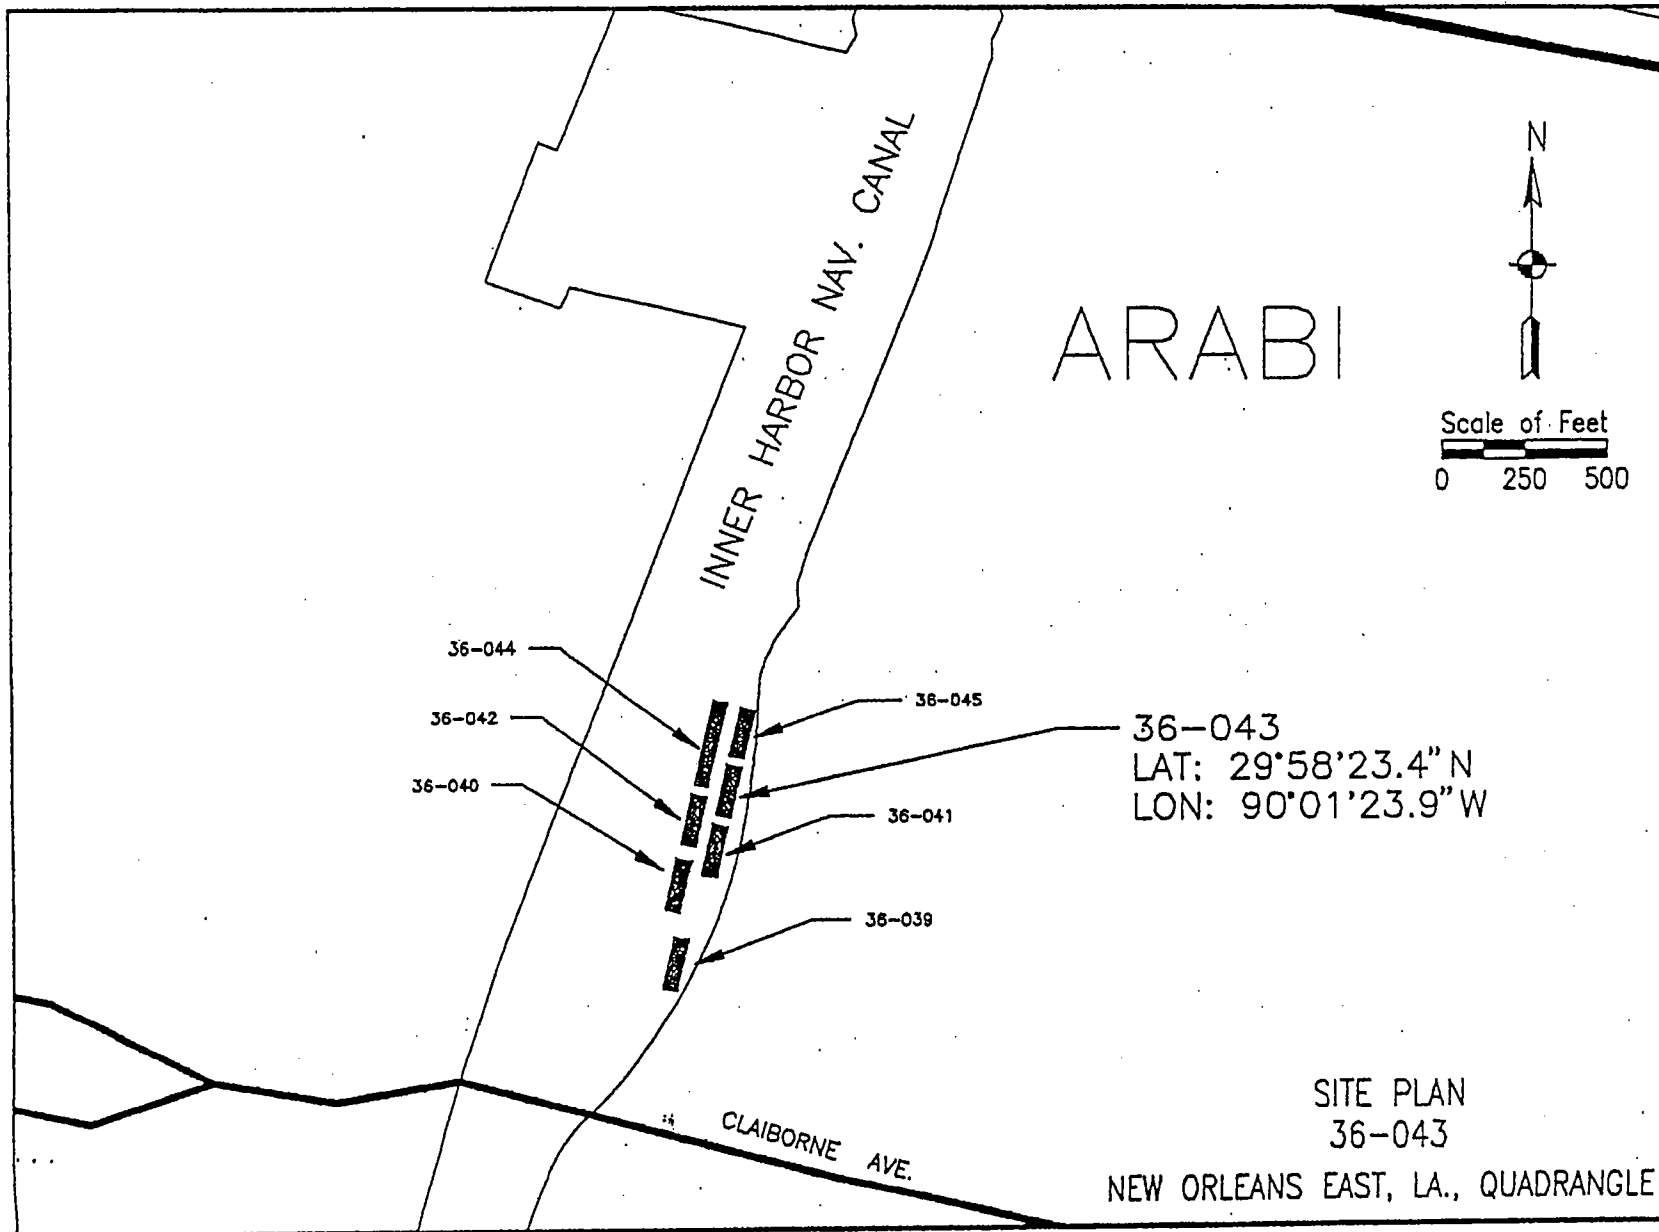 INNER HARBOR NAV. CANAL
N
ARABI
Scale of Feet
0 250 500
36-044
36-042
36-040
36-045
36-043
LAT: 29°58'23.4"N
LON: 90°01'23.9"W
36-041
36-039
CLAIBORNE AVE.
SITE PLAN
36-043
NEW ORLEANS EAST, LA., QUADRANGLE